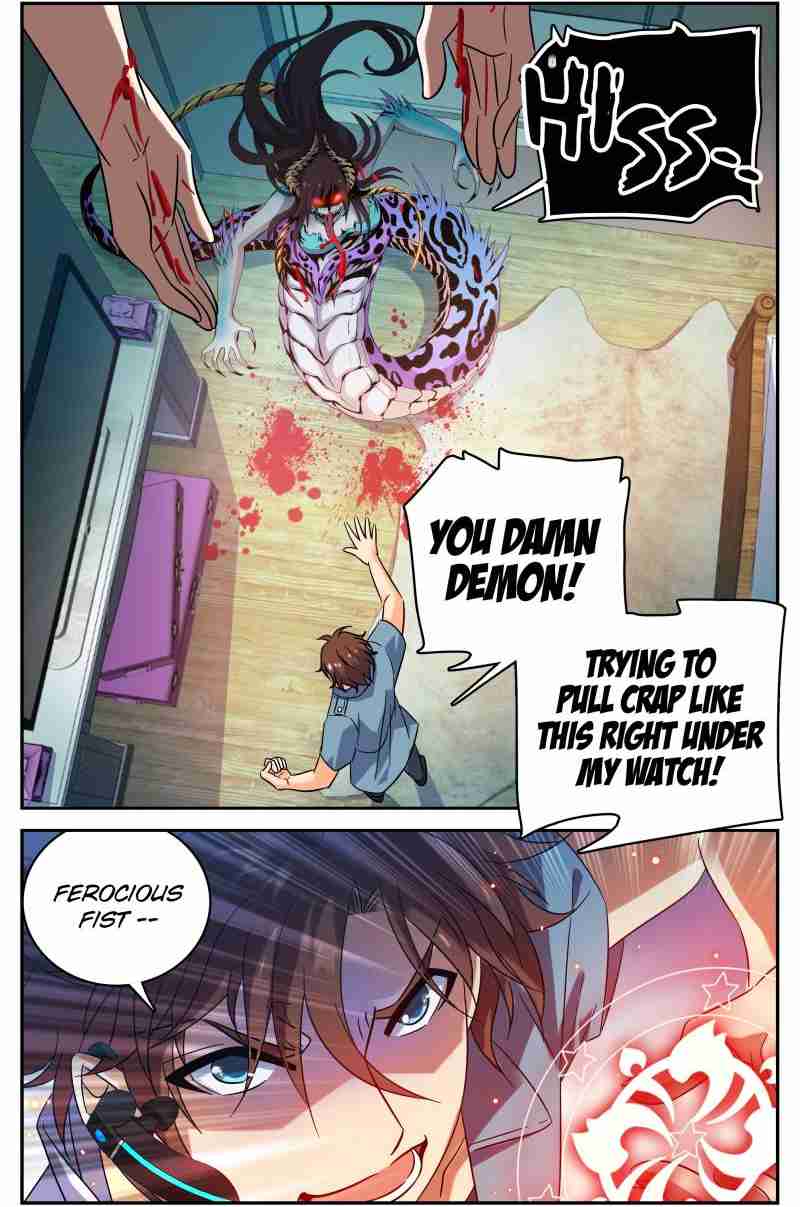 HISS...
YOU DAMN
DEMON!
TRYING TO
PULL CRAP LIKE
THIS RIGHT UNDER
MY WATCH!
FEROCIOUS
FIST --